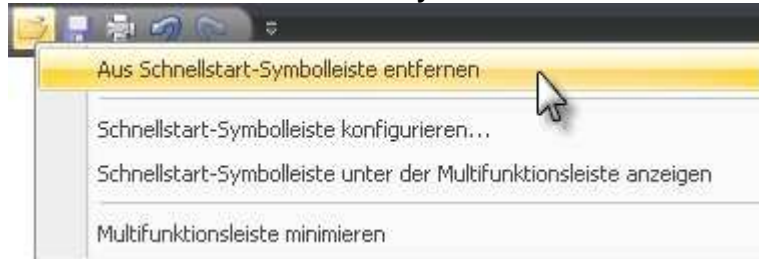 Aus Schnellstart-Symbolleiste entfernen
Schnellstart-Symbolleiste konfigurieren...
Schnellstart-Symbolleiste unter der Multifunktionsleiste anzeigen
Multifunktionsleiste minimieren